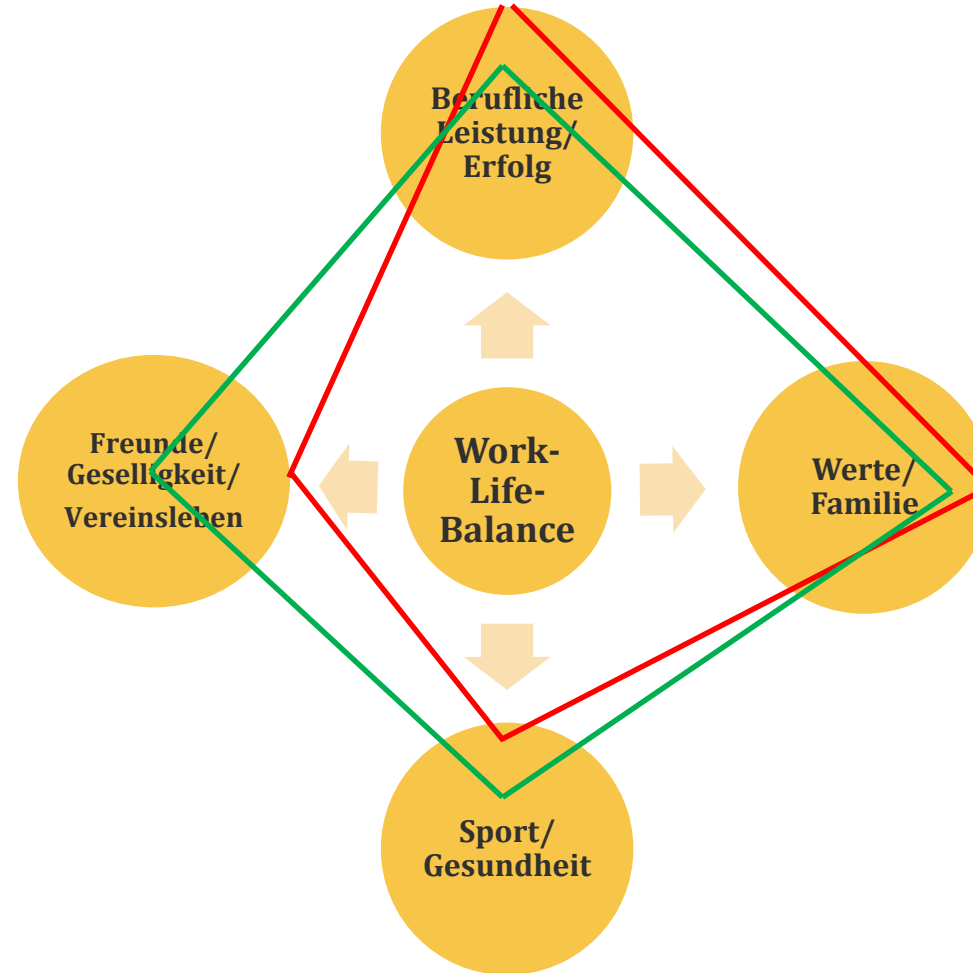 Berufliche
Leistung/
Erfolg
Freunde/
Geselligkeit/
Vereinsleben
Work-
Life-
Balance
Werte/
Familie
Sport/
Gesundheit